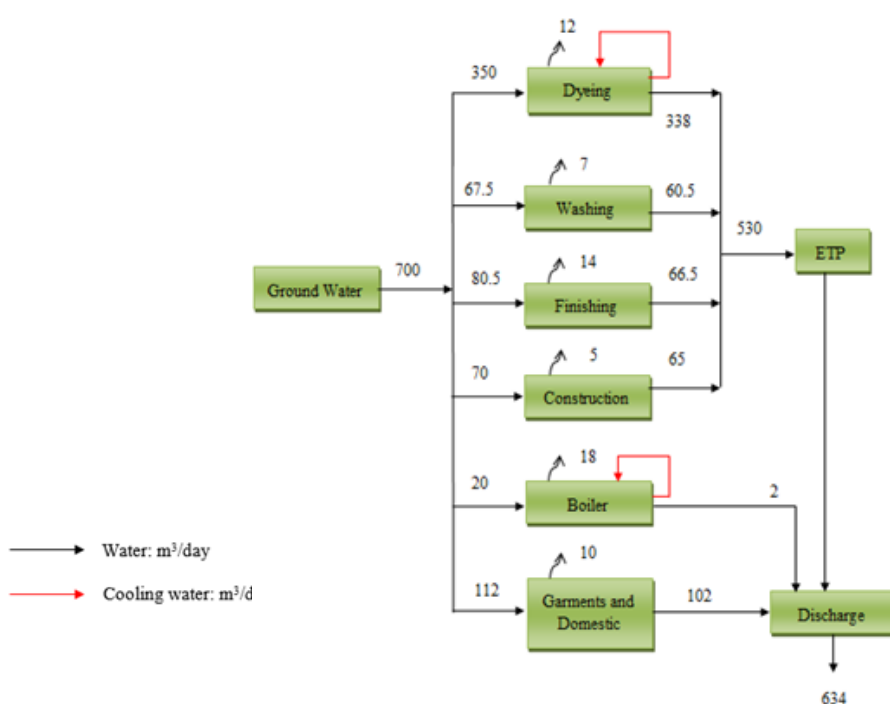 12
350
Dyeing
338
7
67.5
Washing
60.5
530
ETP
700
Ground Water
14
80.5
Finishing
66.5
5
70
Construction
65
18
20
Boiler
2
Water: m³/day
10
Cooling water: m³/d
112
Garments and
Domestic
102
Discharge
634